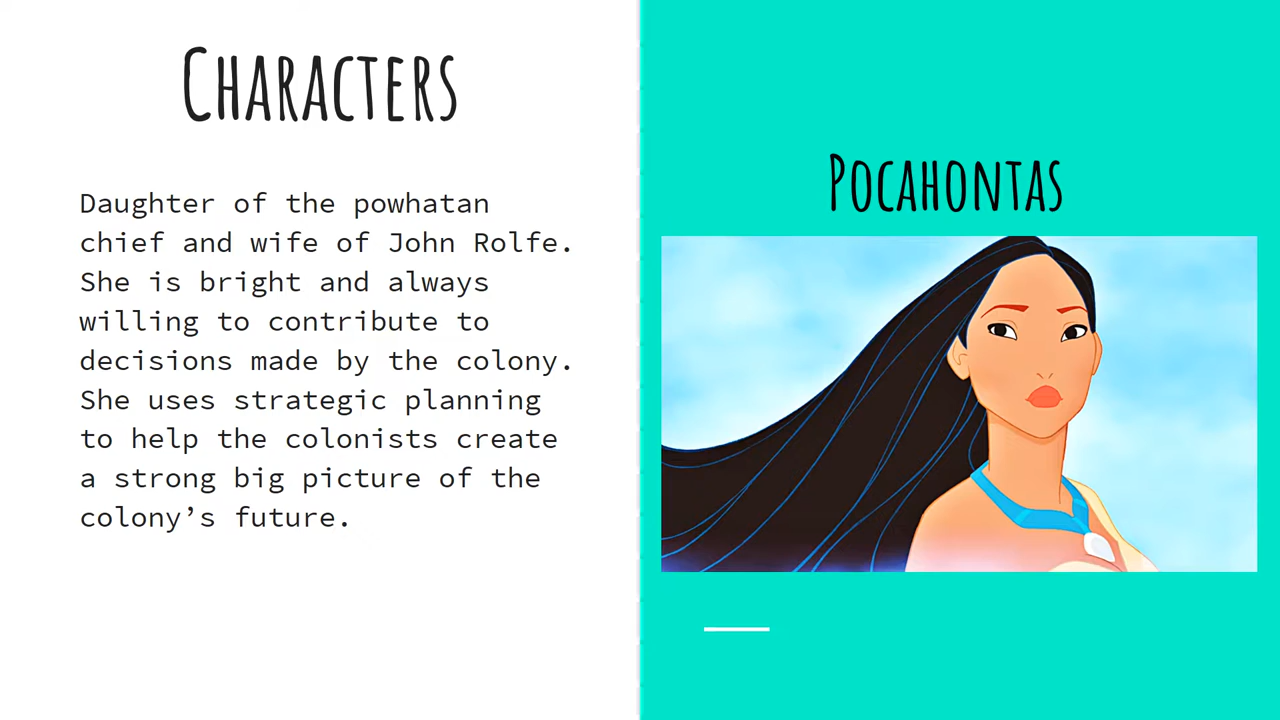 Characters
Daughter of the powhatan
chief and wife of John Rolfe.
She is bright and always
willing to contribute to
decisions made by the colony.
She uses strategic planning
to help the colonists create
a strong big picture of the
colony’s future.
Pocahontas